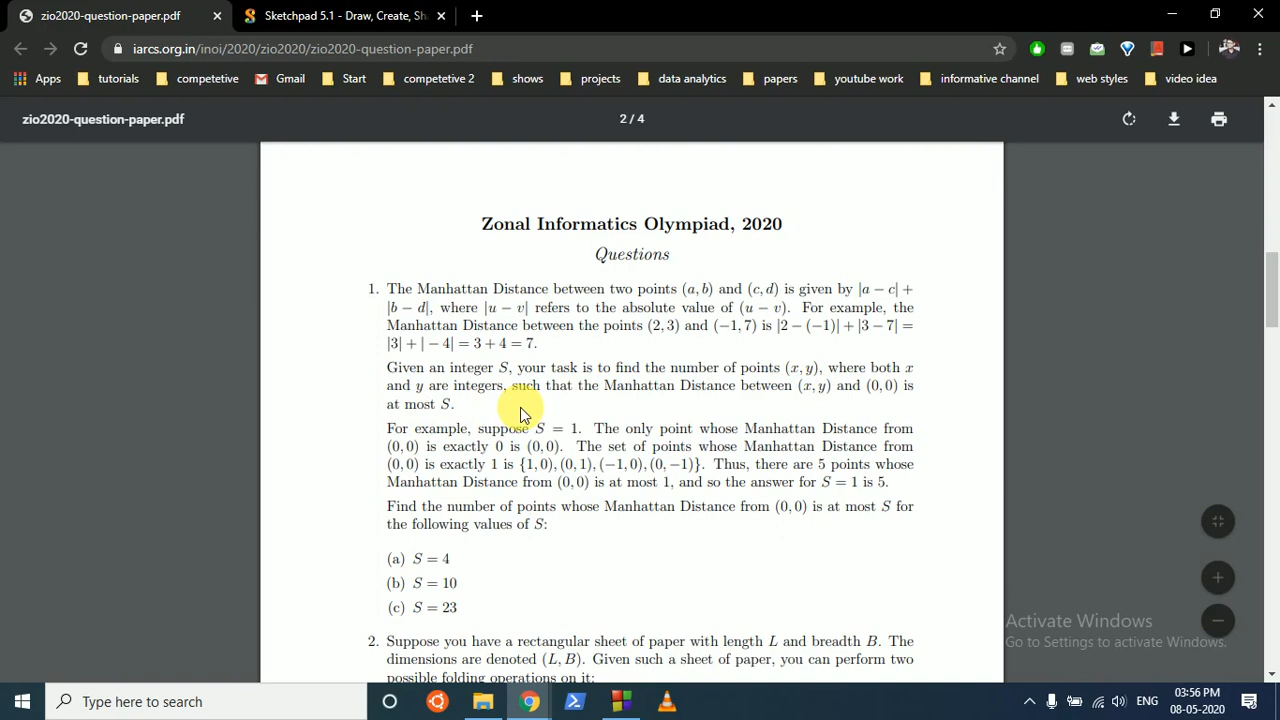 zio2020-question-paper.pdf
Sketchpad 5.1 - Draw, Create, Sha
iarcs.org.in/inoi/2020/zio2020/zio2020-question-paper.pdf
Apps tutorials competetive Gmail Start competetive 2 shows projects data analytics papers youtube work informative channel web styles video idea
zio2020-question-paper.pdf 2 / 4
Zonal Informatics Olympiad, 2020
Questions
1. The Manhattan Distance between two points (a, b) and (c, d) is given by |a − c| +
|b − d|, where |u − v| refers to the absolute value of (u − v). For example, the
Manhattan Distance between the points (2, 3) and (−1, 7) is |2 − (−1)| + |3 − 7| =
|3| + | − 4| = 3 + 4 = 7.
Given an integer S, your task is to find the number of points (x, y), where both x
and y are integers, such that the Manhattan Distance between (x, y) and (0, 0) is
at most S.
For example, suppose S = 1. The only point whose Manhattan Distance from
(0, 0) is exactly 0 is (0, 0). The set of points whose Manhattan Distance from
(0, 0) is exactly 1 is {1, 0), (0, 1), (−1, 0), (0, −1)}. Thus, there are 5 points whose
Manhattan Distance from (0, 0) is at most 1, and so the answer for S = 1 is 5.
Find the number of points whose Manhattan Distance from (0, 0) is at most S for
the following values of S:
(a) S = 4
(b) S = 10
(c) S = 23
2. Suppose you have a rectangular sheet of paper with length L and breadth B. The
dimensions are denoted (L, B). Given such a sheet of paper, you can perform two
possible folding operations on it:
Activate Windows
Go to Settings to activate Windows.
Type here to search
ENG
03:56 PM
08-05-2020